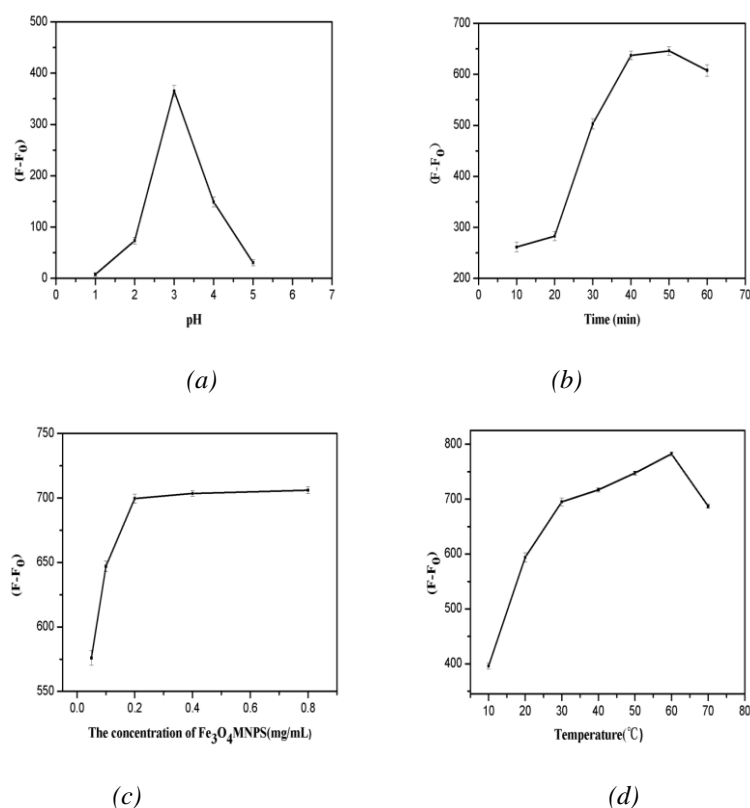 500
400
300
200
100
0
(F-F0)
0 1 2 3 4 5 6 7
pH
(a)
700
600
500
400
300
200
(F-F0)
0 10 20 30 40 50 60 70
Time (min)
(b)
750
700
650
600
550
(F-F0)
0.0 0.2 0.4 0.6 0.8
The concentration of Fe3O4MNPS(mg/mL)
(c)
800
700
600
500
400
(F-F0)
10 20 30 40 50 60 70 80
Temperature(℃)
(d)